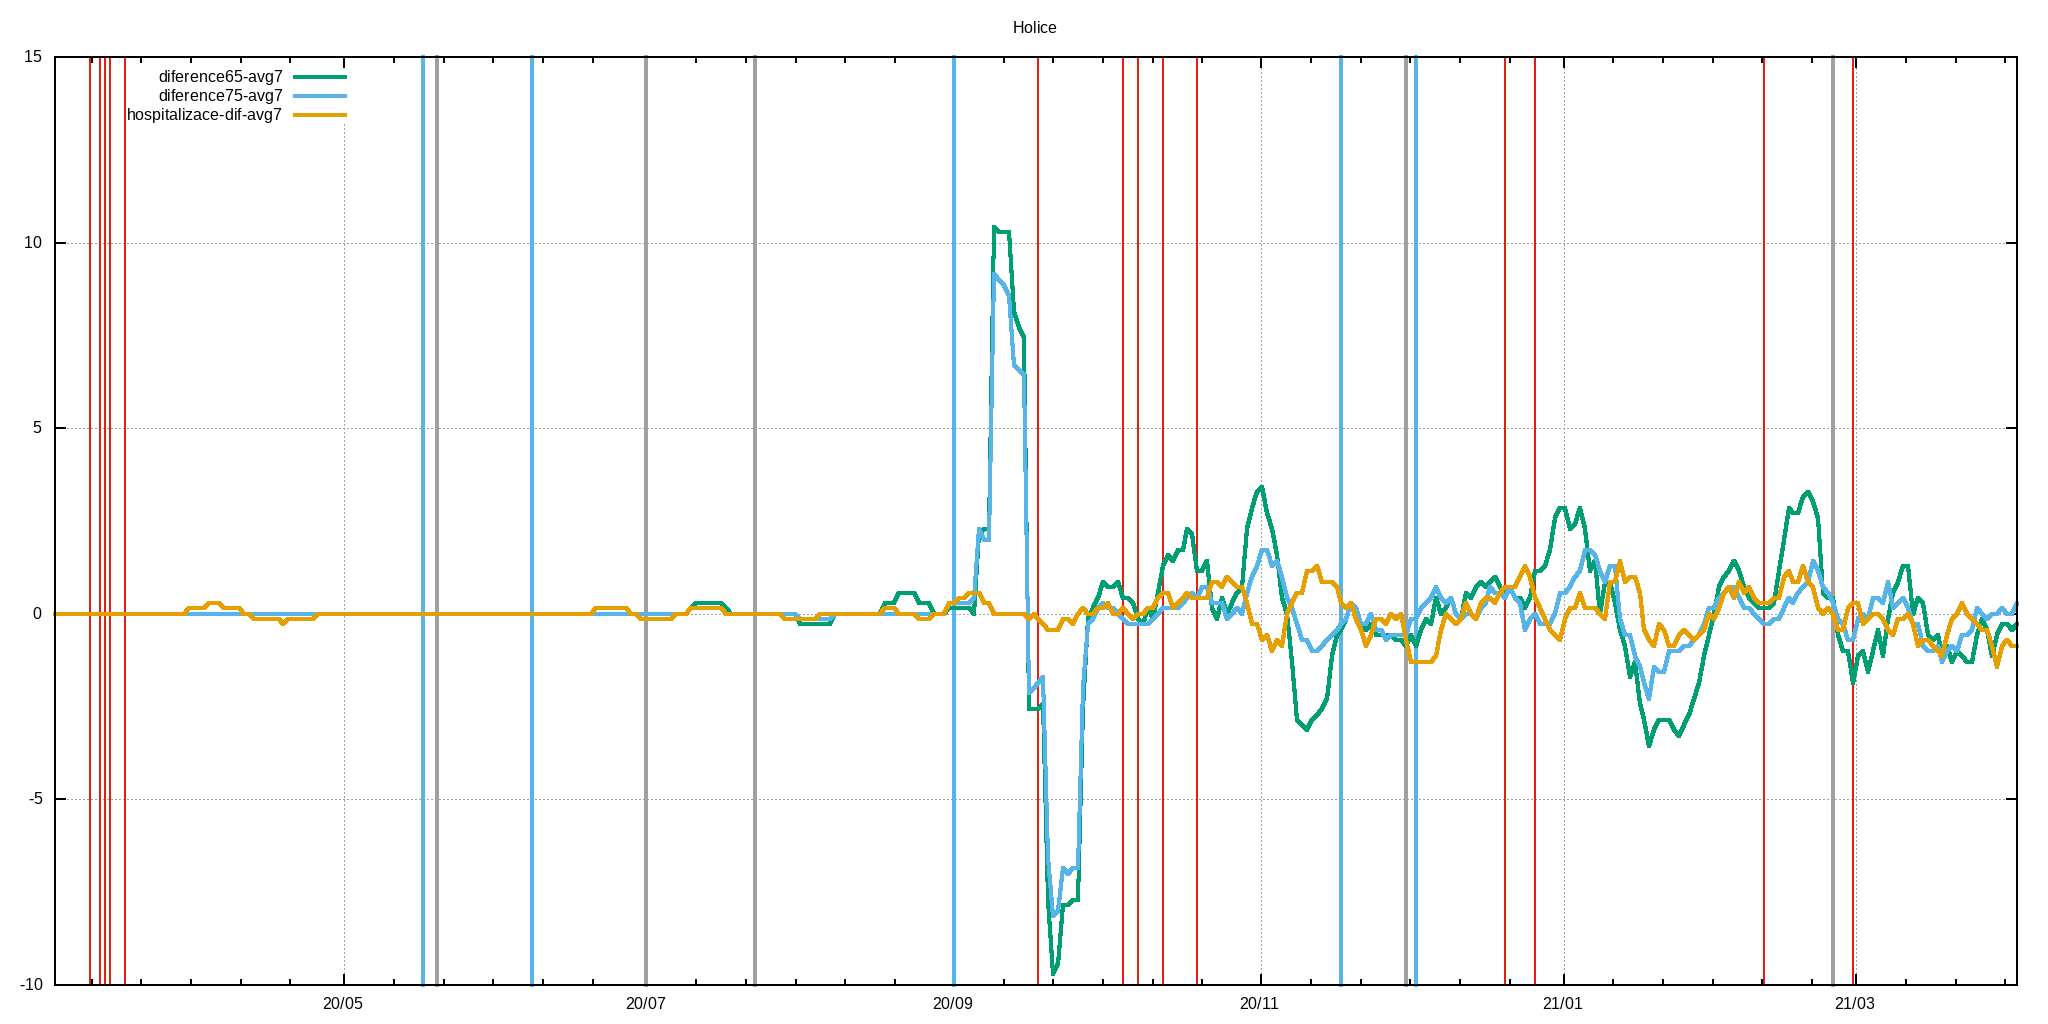 Holice
15
diference65-avg7
diference75-avg7
hospitalizace-dif-avg7
10
5
0
-5
-10
20/05 20/07 20/09 20/11 21/01 21/03